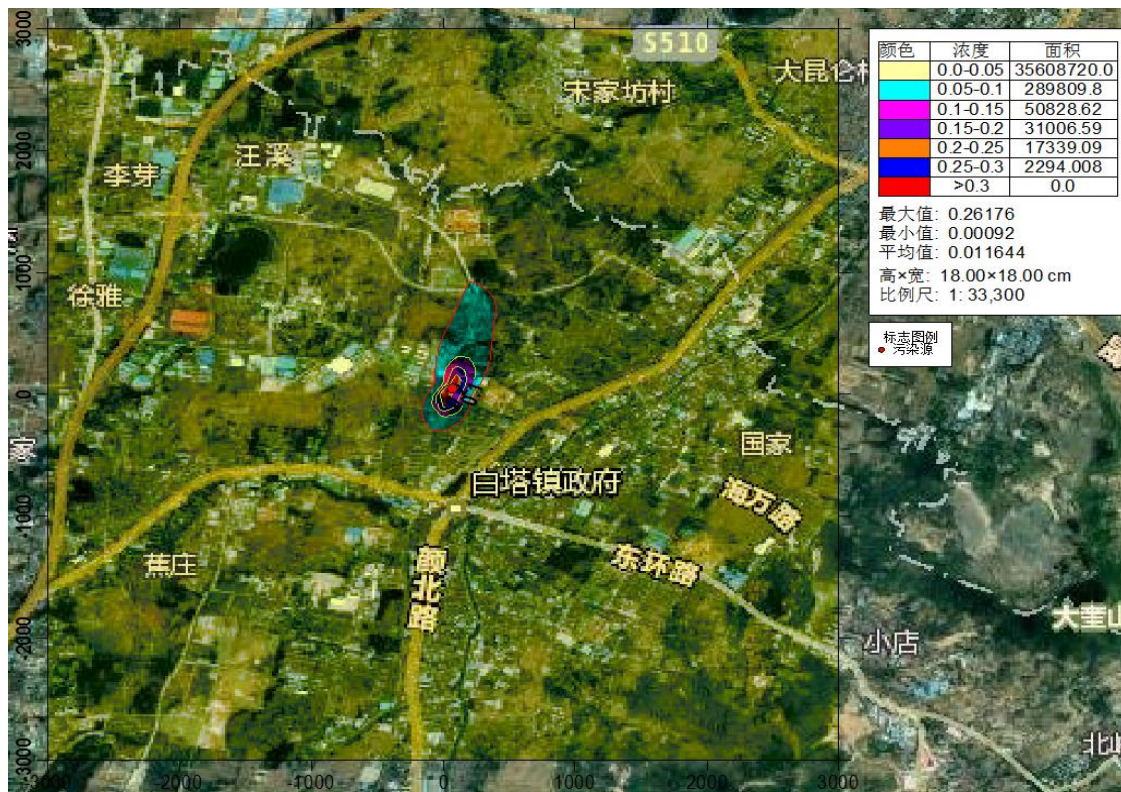 S510
大昆仑村
宋家坊村
汪溪
李芽
徐雅
国家
白塔镇政府
海万路
东环路
颜北路
蕉庄
小店
大奎山
北峪
3000
2000
1000
0
-1000
-2000
-3000
-3000
-2000
-1000
0
1000
2000
3000
颜色 浓度 面积
0.0-0.05 35608720.0
0.05-0.1 289809.8
0.1-0.15 50828.62
0.15-0.2 31006.59
0.2-0.25 17339.09
0.25-0.3 2294.008
>0.3 0.0
最大值: 0.26176
最小值: 0.00092
平均值: 0.011644
高×宽: 18.00×18.00 cm
比例尺: 1: 33,300
标志图例
污染源